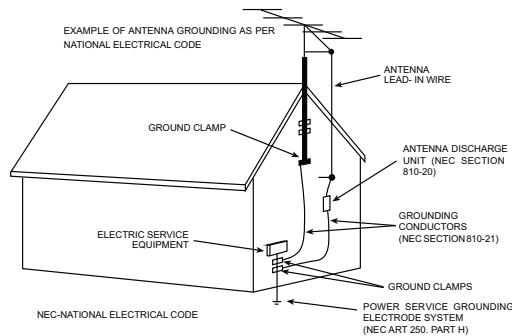 EXAMPLE OF ANTENNA GROUNDING AS PER
NATIONAL ELECTRICAL CODE
ANTENNA
LEAD- IN WIRE
GROUND CLAMP
ANTENNA DISCHARGE
UNIT (NEC SECTION
810-20)
GROUNDING
CONDUCTORS
(NEC SECTION 810-21)
ELECTRIC SERVICE
EQUIPMENT
GROUND CLAMPS
NEC-NATIONAL ELECTRICAL CODE
POWER SERVICE GROUNDING
ELECTRODE SYSTEM
(NEC ART 250. PART H)